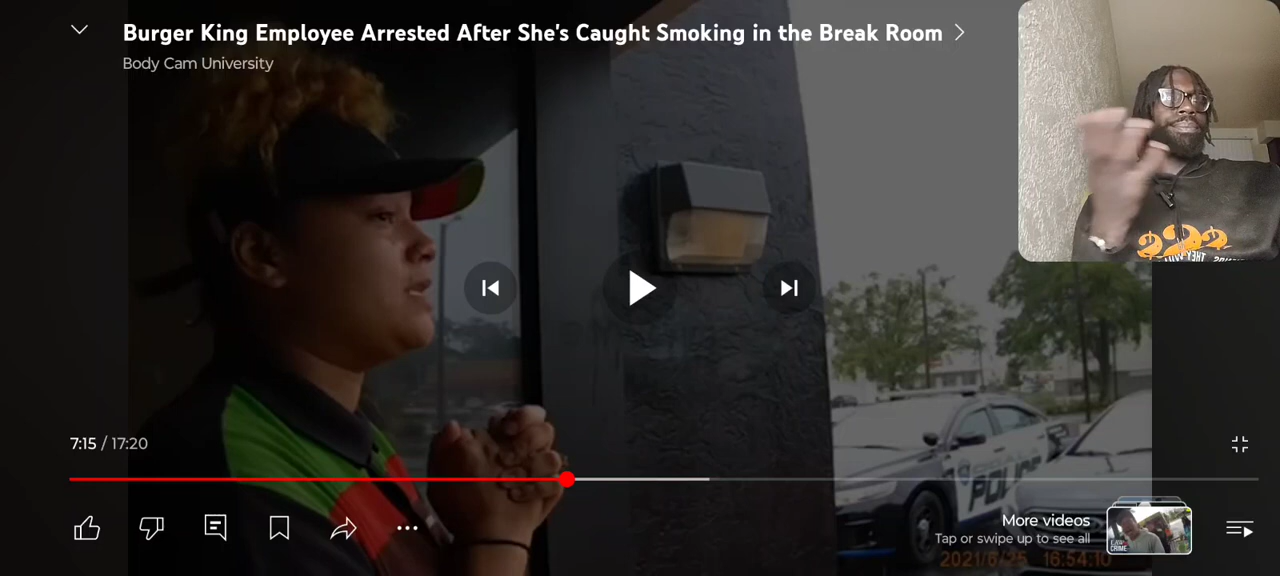 Burger King Employee Arrested After She's Caught Smoking in the Break Room
Body Cam University
222
7:15 / 17:20
POLICE
More videos
Tap or swipe up to see all
CRIME
2021/6/25 16:54:10